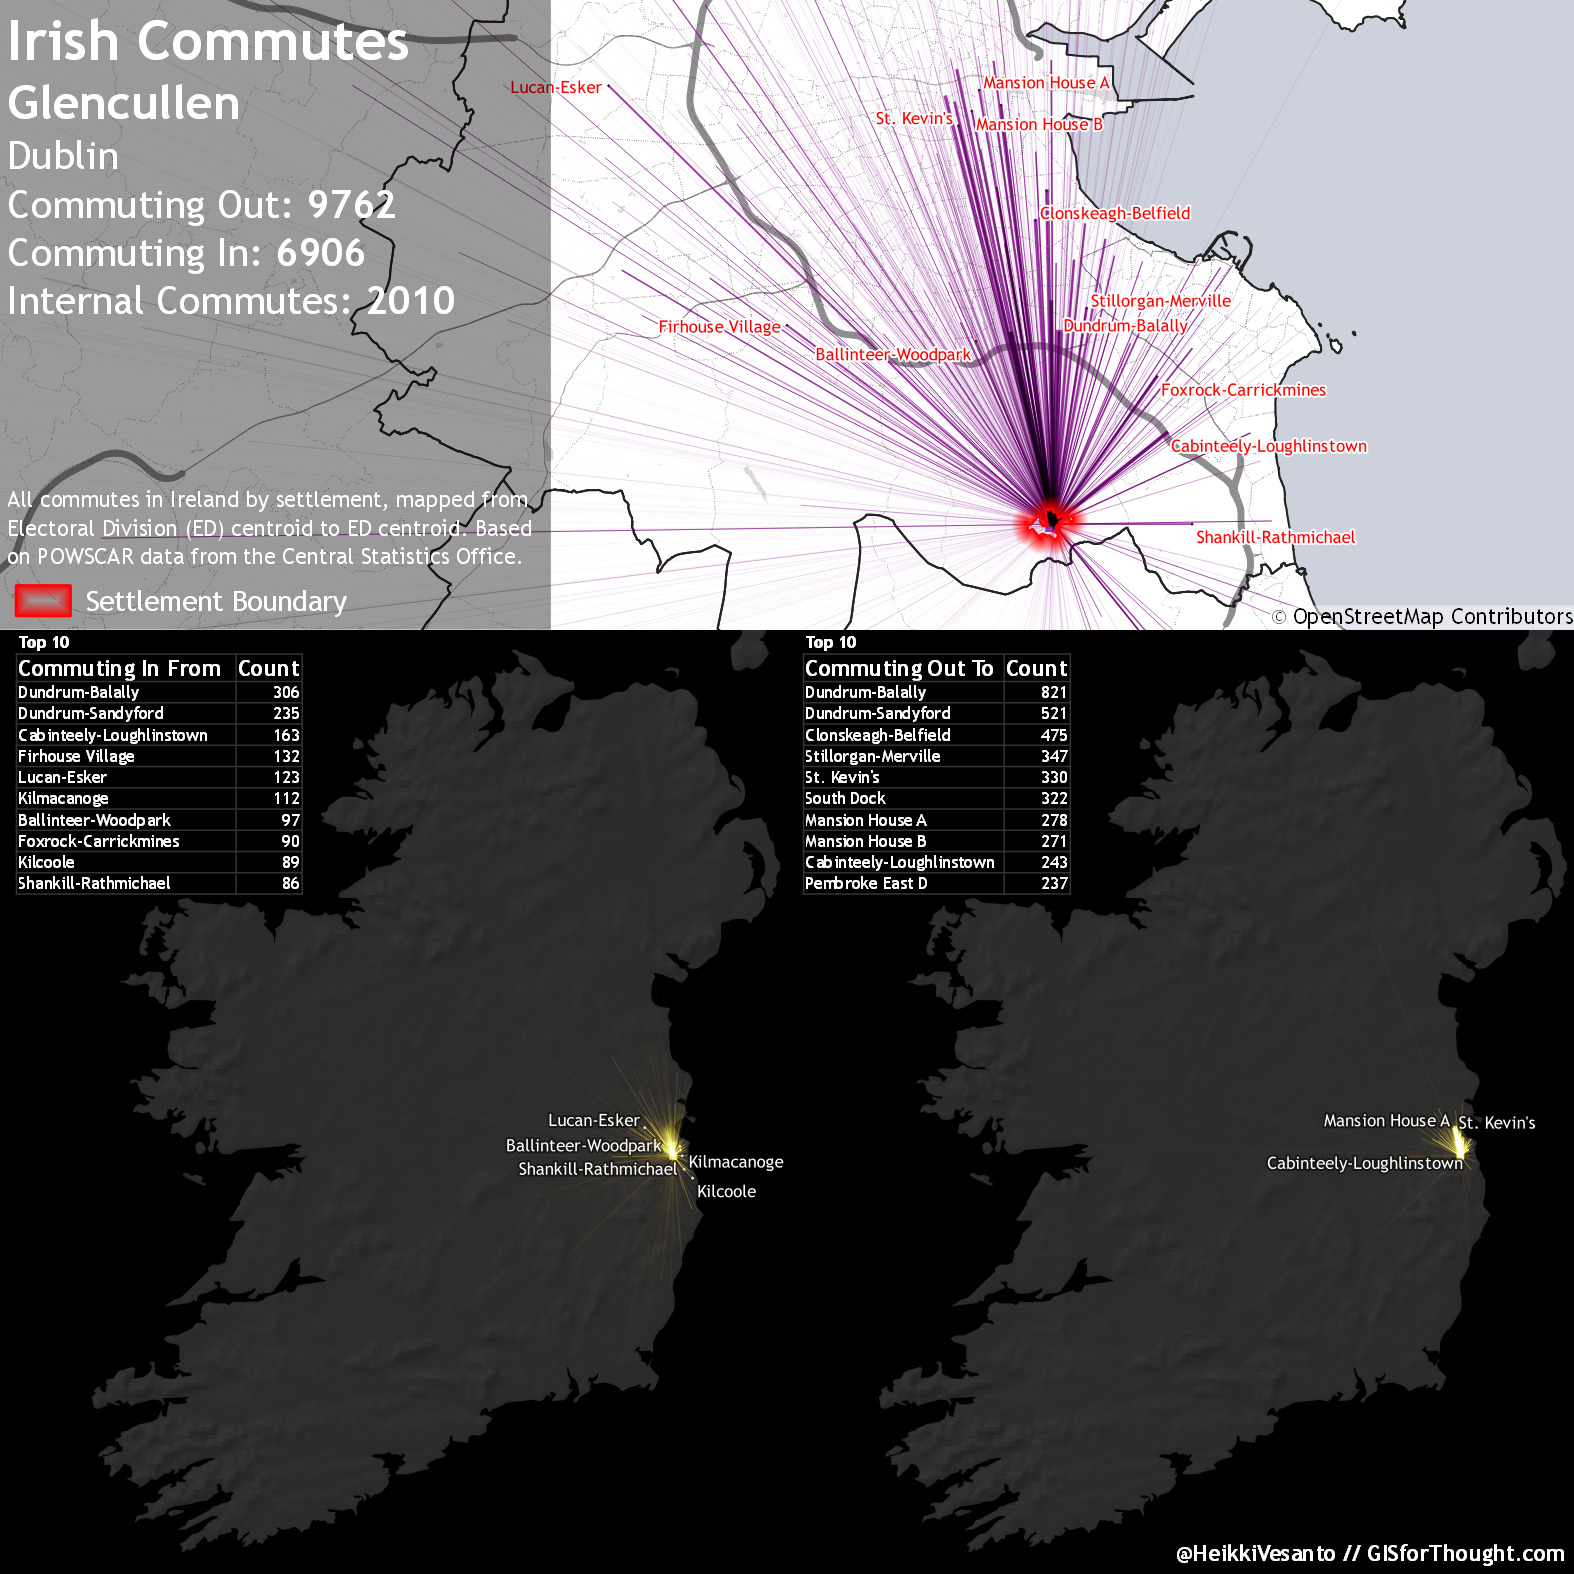 Irish Commutes
Glencullen
Dublin
Commuting Out: 9762
Commuting In: 6906
Internal Commutes: 2010
All commutes in Ireland by settlement, mapped from
Electoral Division (ED) centroid to ED centroid. Based
on POWSCAR data from the Central Statistics Office.
Settlement Boundary
Lucan-Esker
Mansion House A
St. Kevin's
Mansion House B
Clonskeagh-Belfield
Stillorgan-Merville
Firhouse Village
Dundrum-Balally
Ballinteer-Woodpark
Foxrock-Carrickmines
Cabinteely-Loughlinstown
Shankill-Rathmichael
© OpenStreetMap Contributors
Top 10
Commuting In From Count
Dundrum-Balally 306
Dundrum-Sandyford 235
Cabinteely-Loughlinstown 163
Firhouse Village 132
Lucan-Esker 123
Kilmacanoge 112
Ballinteer-Woodpark 97
Foxrock-Carrickmines 90
Kilcoole 89
Shankill-Rathmichael 86
Lucan-Esker
Ballinteer-Woodpark
Kilmacanoge
Shankill-Rathmichael
Kilcoole
Top 10
Commuting Out To Count
Dundrum-Balally 821
Dundrum-Sandyford 521
Clonskeagh-Belfield 475
Stillorgan-Merville 347
St. Kevin's 330
South Dock 322
Mansion House A 278
Mansion House B 271
Cabinteely-Loughlinstown 243
Pembroke East D 237
Mansion House A
St. Kevin's
Cabinteely-Loughlinstown
@HeikkiVesanto // GISforThought.com